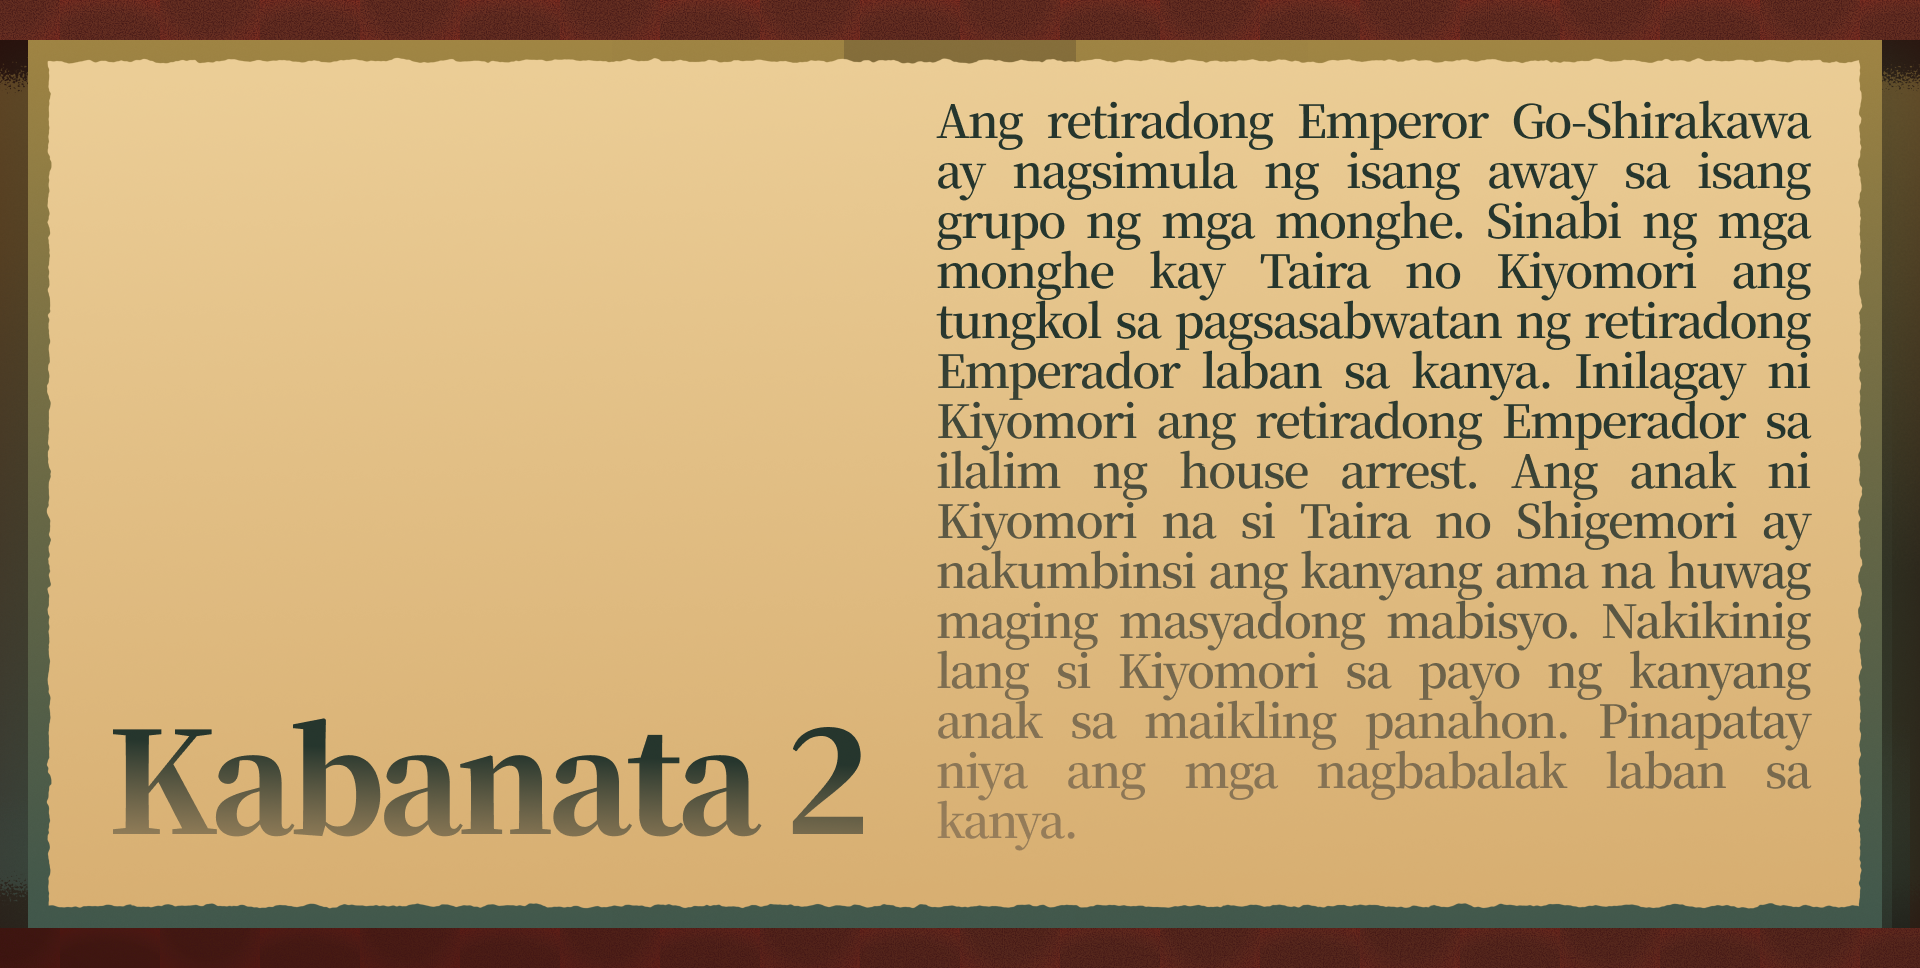 Kabanata 2
Ang retiradong Emperor Go-Shirakawa
ay nagsimula ng isang away sa isang
grupo ng mga monghe. Sinabi ng mga
monghe kay Taira no Kiyomori ang
tungkol sa pagsasabwatan ng retiradong
Emperador laban sa kanya. Inilagay ni
Kiyomori ang retiradong Emperador sa
ilalim ng house arrest. Ang anak ni
Kiyomori na si Taira no Shigemori ay
nakumbinsi ang kanyang ama na huwag
maging masyadong mabisyo. Nakikinig
lang si Kiyomori sa payo ng kanyang
anak sa maikling panahon. Pinapatay
niya ang mga nagbabalak laban sa
kanya.